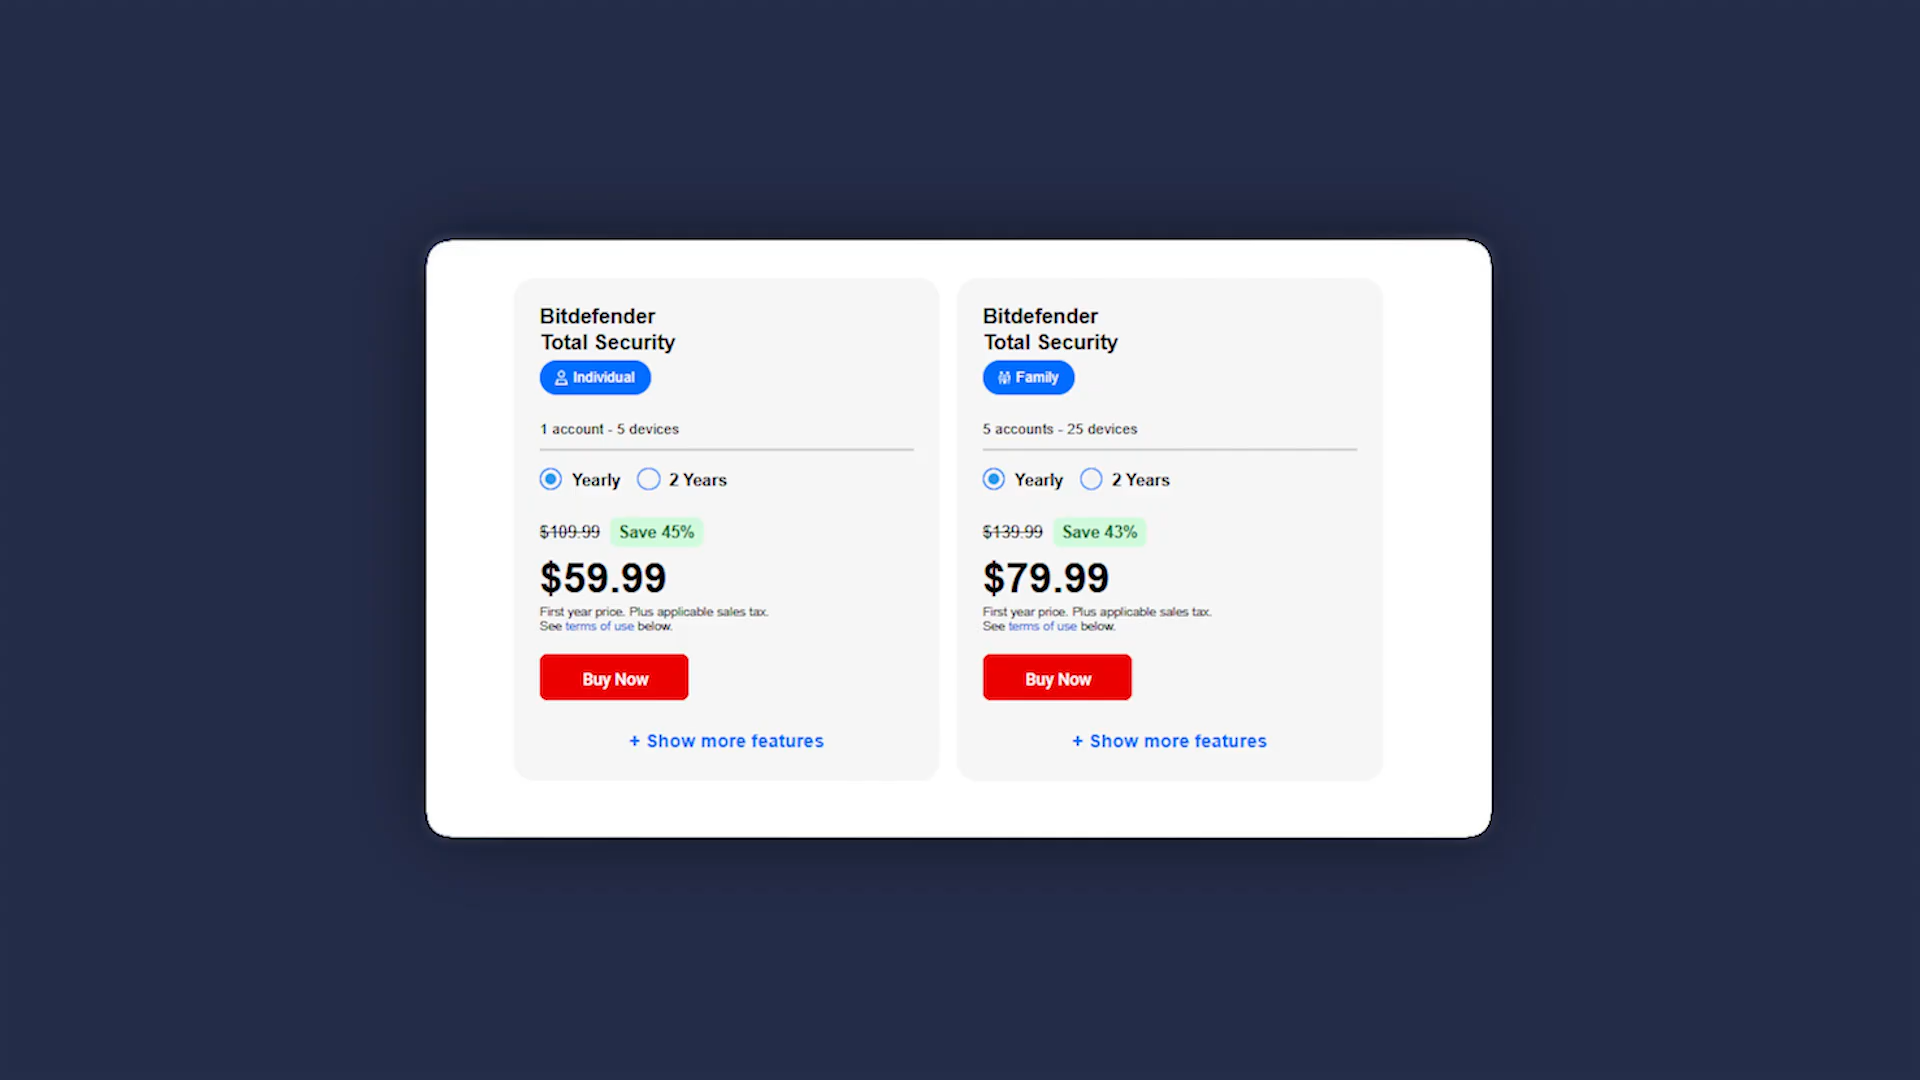 Bitdefender
Total Security
Individual
1 account - 5 devices
Yearly 2 Years
$109.99 Save 45%
$59.99
First year price. Plus applicable sales tax.
See terms of use below.
Buy Now
+ Show more features
Bitdefender
Total Security
Family
5 accounts - 25 devices
Yearly 2 Years
$139.99 Save 43%
$79.99
First year price. Plus applicable sales tax.
See terms of use below.
Buy Now
+ Show more features